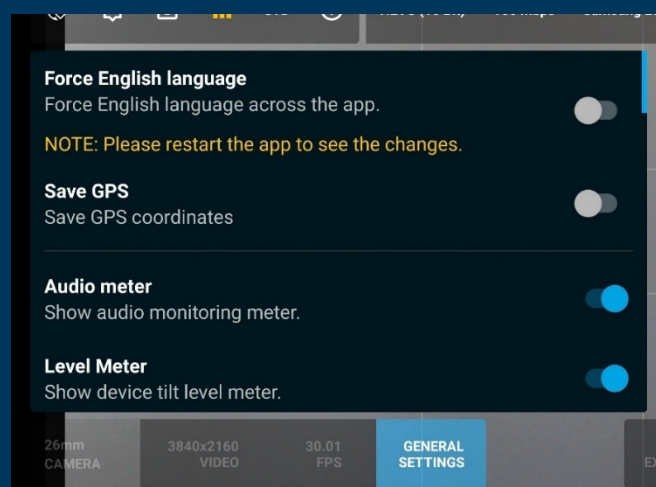 Force English language
Force English language across the app.
NOTE: Please restart the app to see the changes.
Save GPS
Save GPS coordinates
Audio meter
Show audio monitoring meter.
Level Meter
Show device tilt level meter.
26mm
CAMERA
3840x2160
VIDEO
30.01
FPS
GENERAL
SETTINGS